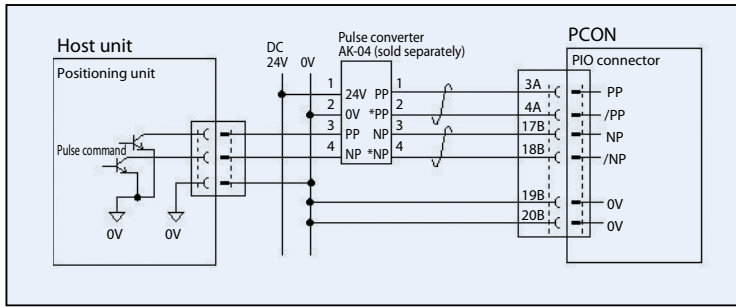 Host unit
Positioning unit
Pulse command
0V
0V
DC
24V 0V
Pulse converter
AK-04 (sold separately)
1 24V PP 1
2 0V *PP 2
3 PP NP 3
4 NP *NP 4
PCON
PIO connector
3A PP
4A /PP
17B NP
18B /NP
19B 0V
20B 0V